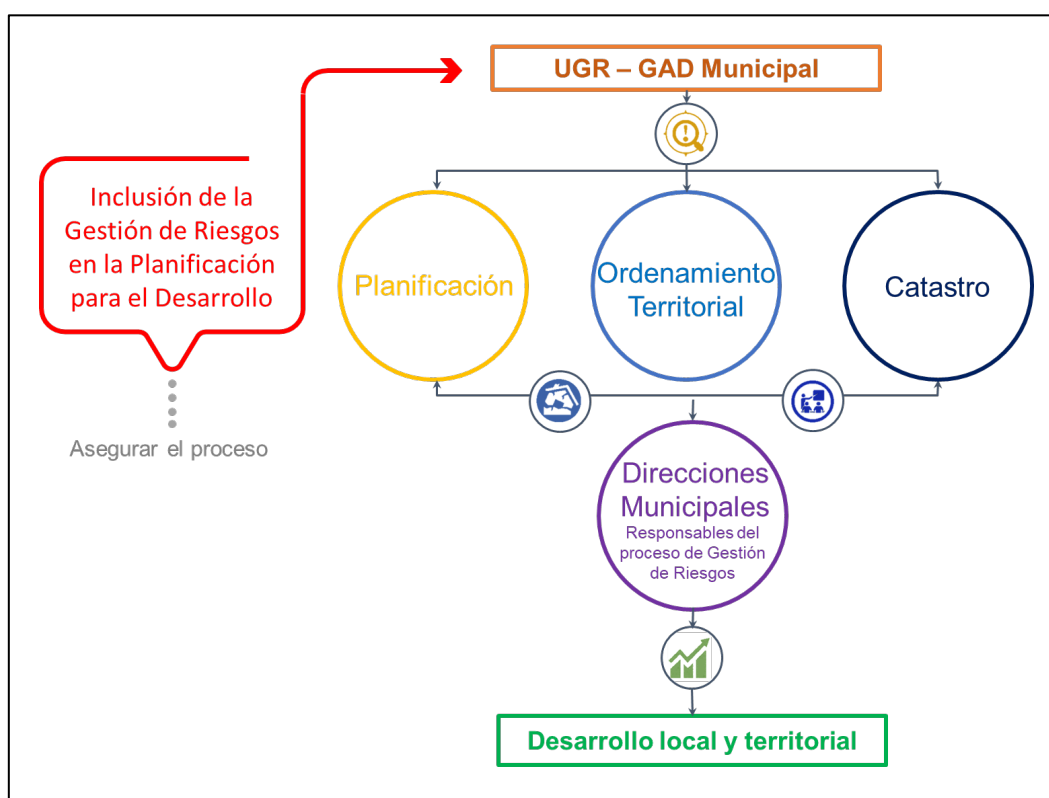 UGR – GAD Municipal
Inclusión de la
Gestión de Riesgos
en la Planificación
para el Desarrollo
Asegurar el proceso
Planificación
Ordenamiento
Territorial
Catastro
Direcciones
Municipales
Responsables del
proceso de Gestión
de Riesgos
Desarrollo local y territorial